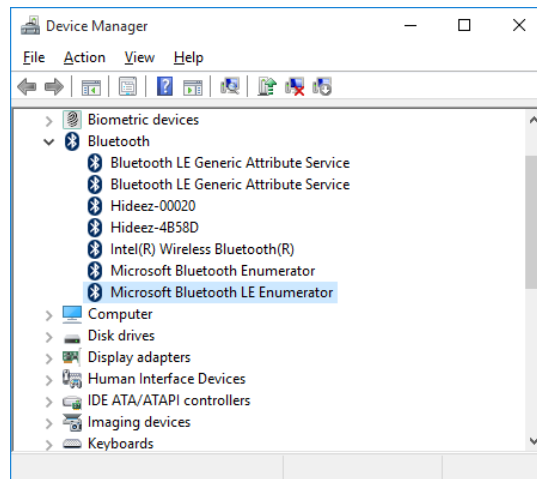 Device Manager
File Action View Help
Biometric devices
Bluetooth
Bluetooth LE Generic Attribute Service
Bluetooth LE Generic Attribute Service
Hideez-00020
Hideez-4B58D
Intel(R) Wireless Bluetooth(R)
Microsoft Bluetooth Enumerator
Microsoft Bluetooth LE Enumerator
Computer
Disk drives
Display adapters
Human Interface Devices
IDE ATA/ATAPI controllers
Imaging devices
Keyboards